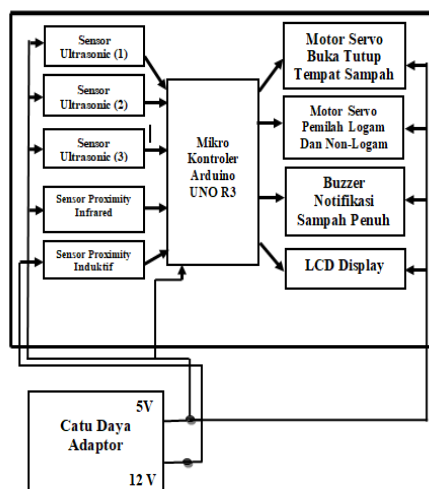 Sensor
Ultrasonic (1)
Sensor
Ultrasonic (2)
Sensor
Ultrasonic (3)
Sensor Proximity
Infrared
Sensor Proximity
Induktif
Mikro
Kontroler
Arduino
UNO R3
Motor Servo
Buka Tutup
Tempat Sampah
Motor Servo
Pemilah Logam
Dan Non-Logam
Buzzer
Notifikasi
Sampah Penuh
LCD Display
5V
Catu Daya
Adaptor
12 V